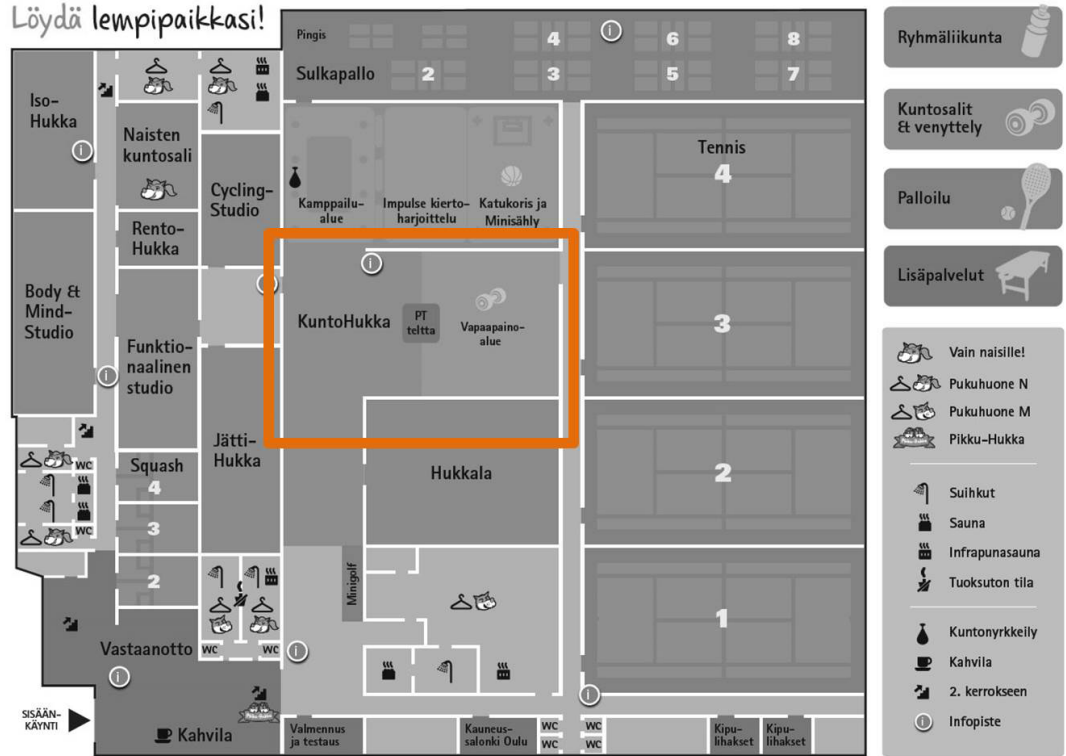 Löydä lempipaikkasi!
Pingis
4
6
8
Sulkapallo
2
3
5
7
Iso-
Hukka
Naisten
kuntosali
Cycling-
Studio
Rento-
Hukka
Kamppailu-
alue
Impulse kierto-
harjoittelu
Katukoris ja
Minisähly
Tennis
4
Body &
Mind-
Studio
Funktio-
naalinen
studio
KuntoHukka
PT
teltta
Vapaapaino-
alue
3
Jätti-
Hukka
Hukkala
2
Squash
4
3
2
WC
WC
Minigolf
1
Vastaanotto
WC
WC
SISÄÄN-
KÄYNTI
Kahvila
Valmennus
ja testaus
Kauneus-
salonki Oulu
WC
WC
WC
WC
Kipu-
lihakset
Kipu-
lihakset
Ryhmäliikunta
Kuntosalit
& venyttely
Palloilu
Lisäpalvelut
Vain naisille!
Pukuhuone N
Pukuhuone M
Pikku-Hukka
Suihkut
Sauna
Infrapunasauna
Tuoksuton tila
Kuntonyrkkeily
Kahvila
2. kerrokseen
i Infopiste